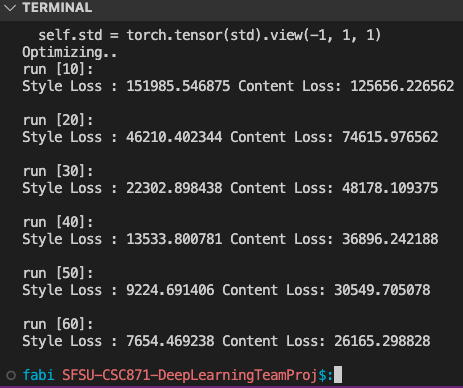 TERMINAL
self.std = torch.tensor(std).view(-1, 1, 1)
Optimizing..
run [10]:
Style Loss : 151985.546875 Content Loss: 125656.226562
run [20]:
Style Loss : 46210.402344 Content Loss: 74615.976562
run [30]:
Style Loss : 22302.898438 Content Loss: 48178.109375
run [40]:
Style Loss : 13533.800781 Content Loss: 36896.242188
run [50]:
Style Loss : 9224.691406 Content Loss: 30549.705078
run [60]:
Style Loss : 7654.469238 Content Loss: 26165.298828
fabi SFSU-CSC871-DeepLearningTeamProj$: